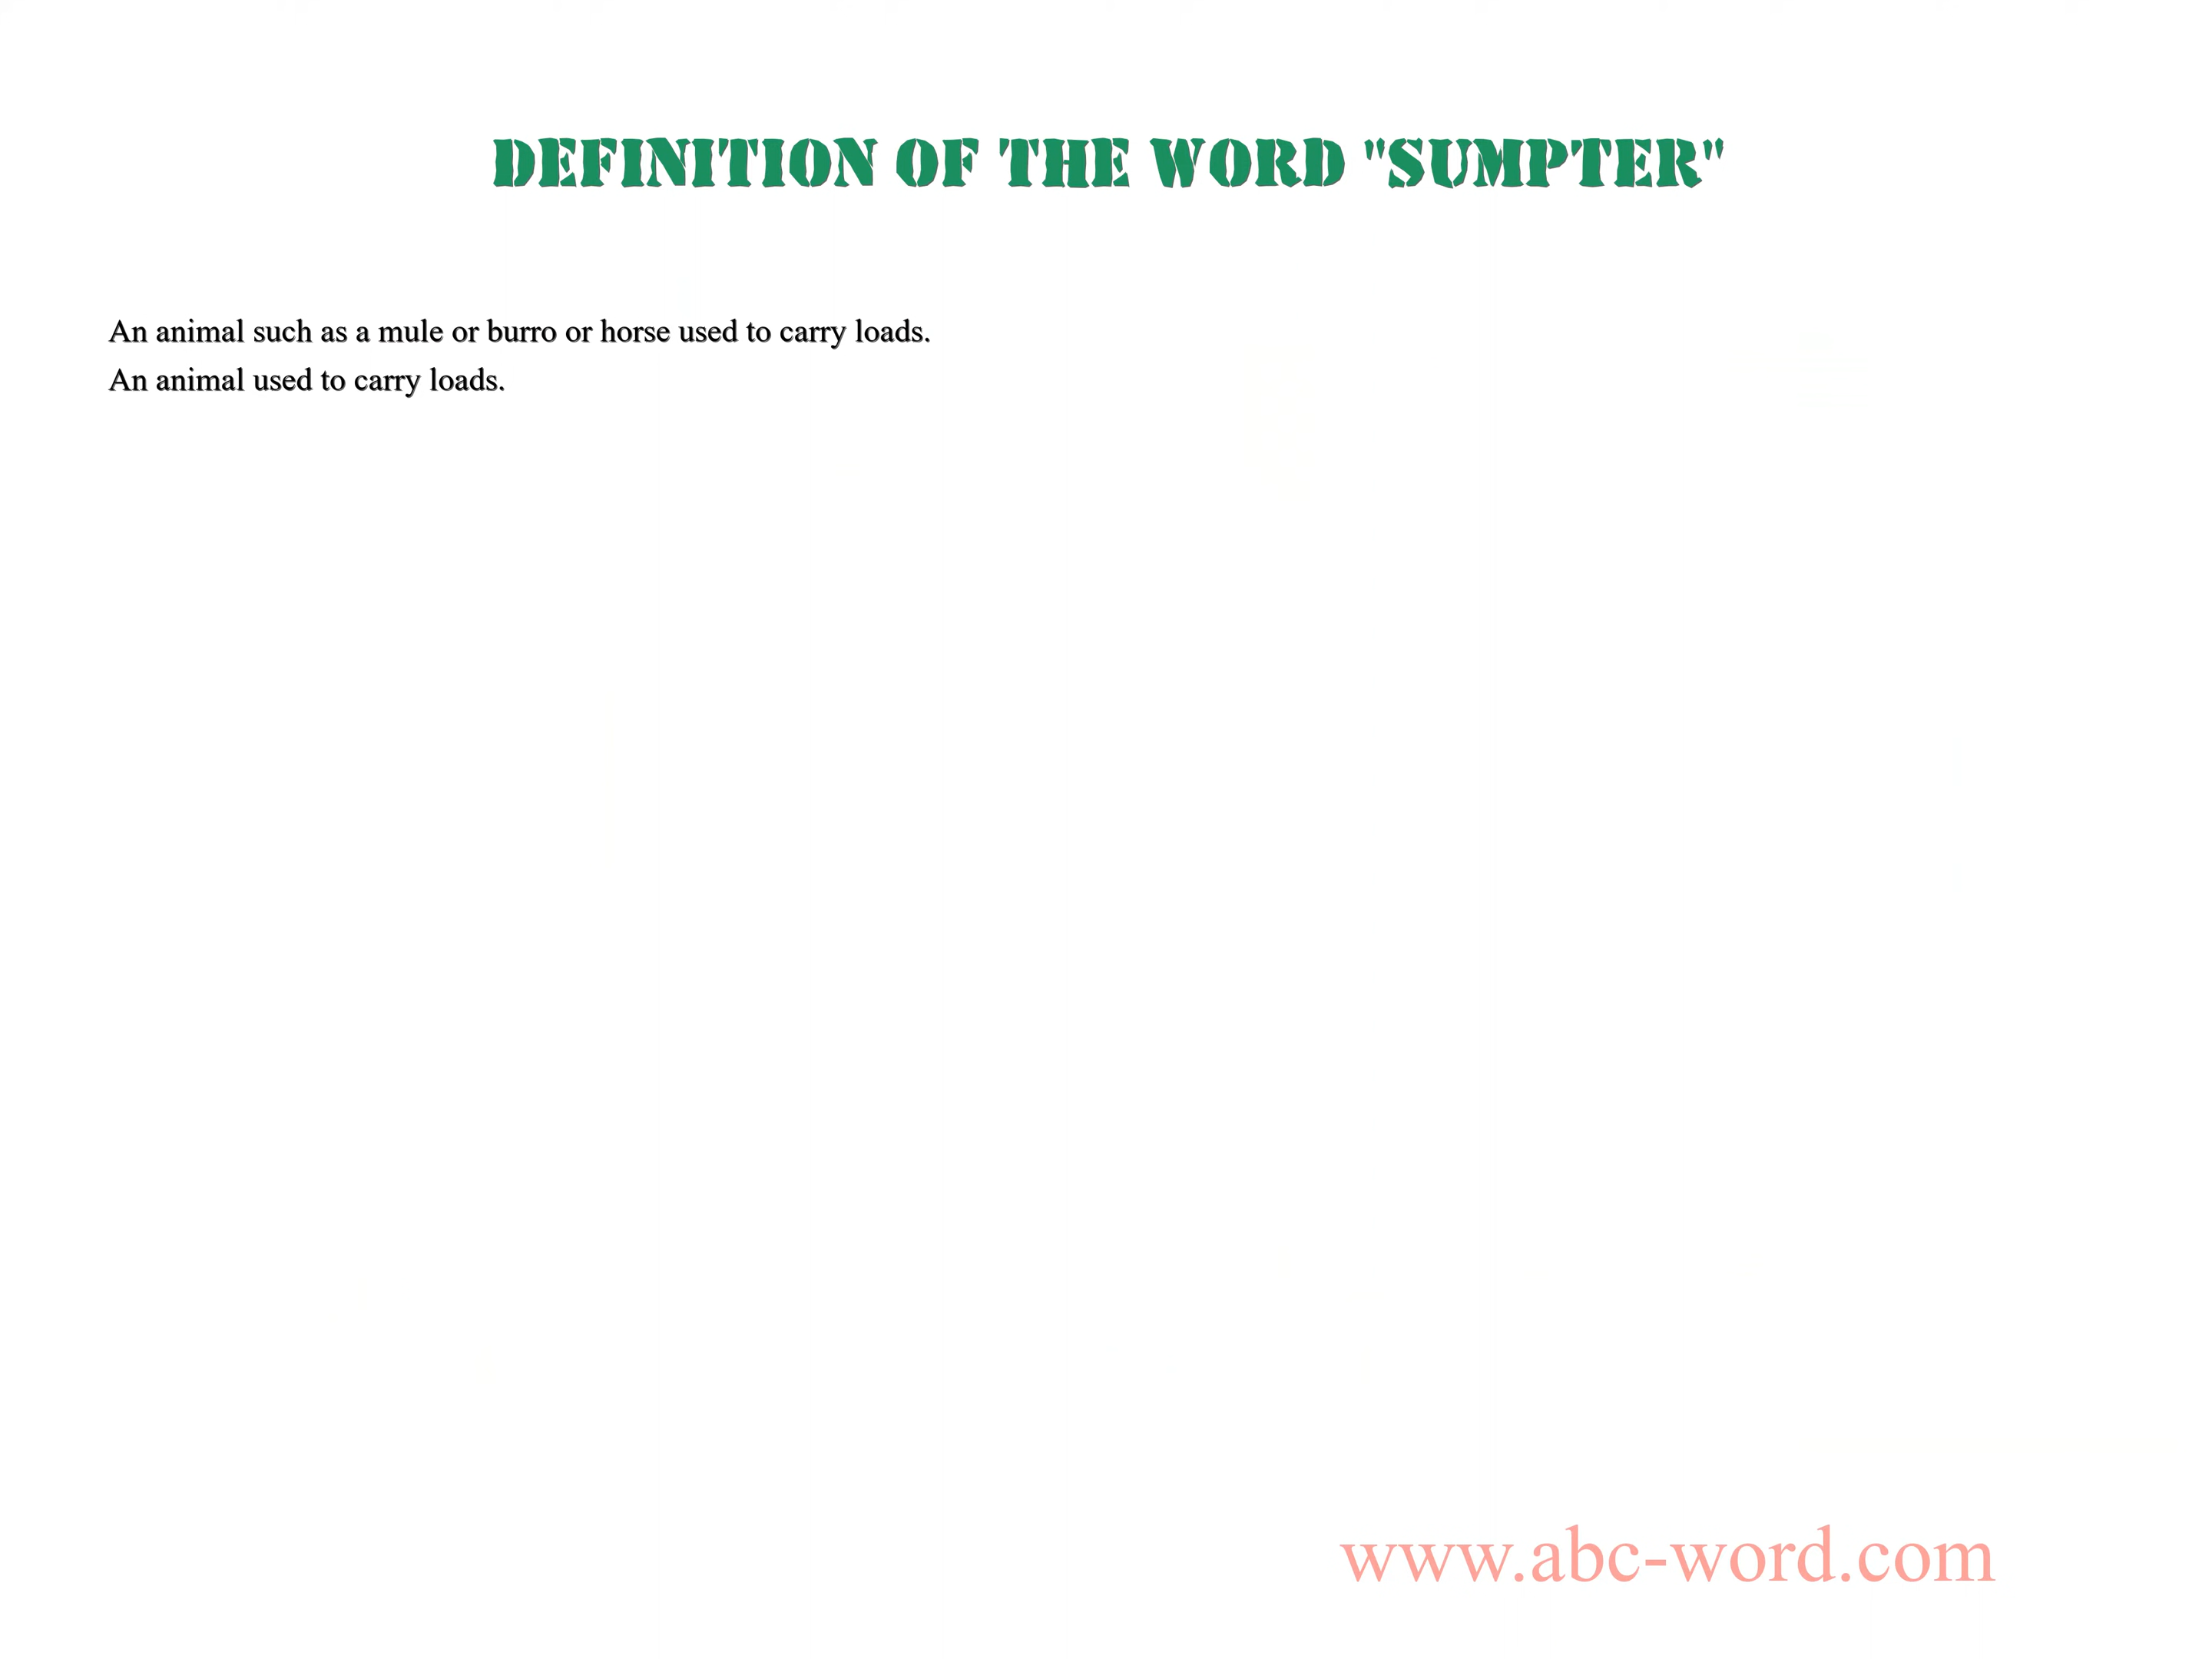 DEFINITION OF THE WORD "SUMPTER"
An animal such as a mule or burro or horse used to carry loads.
An animal used to carry loads.
www.abc-word.com